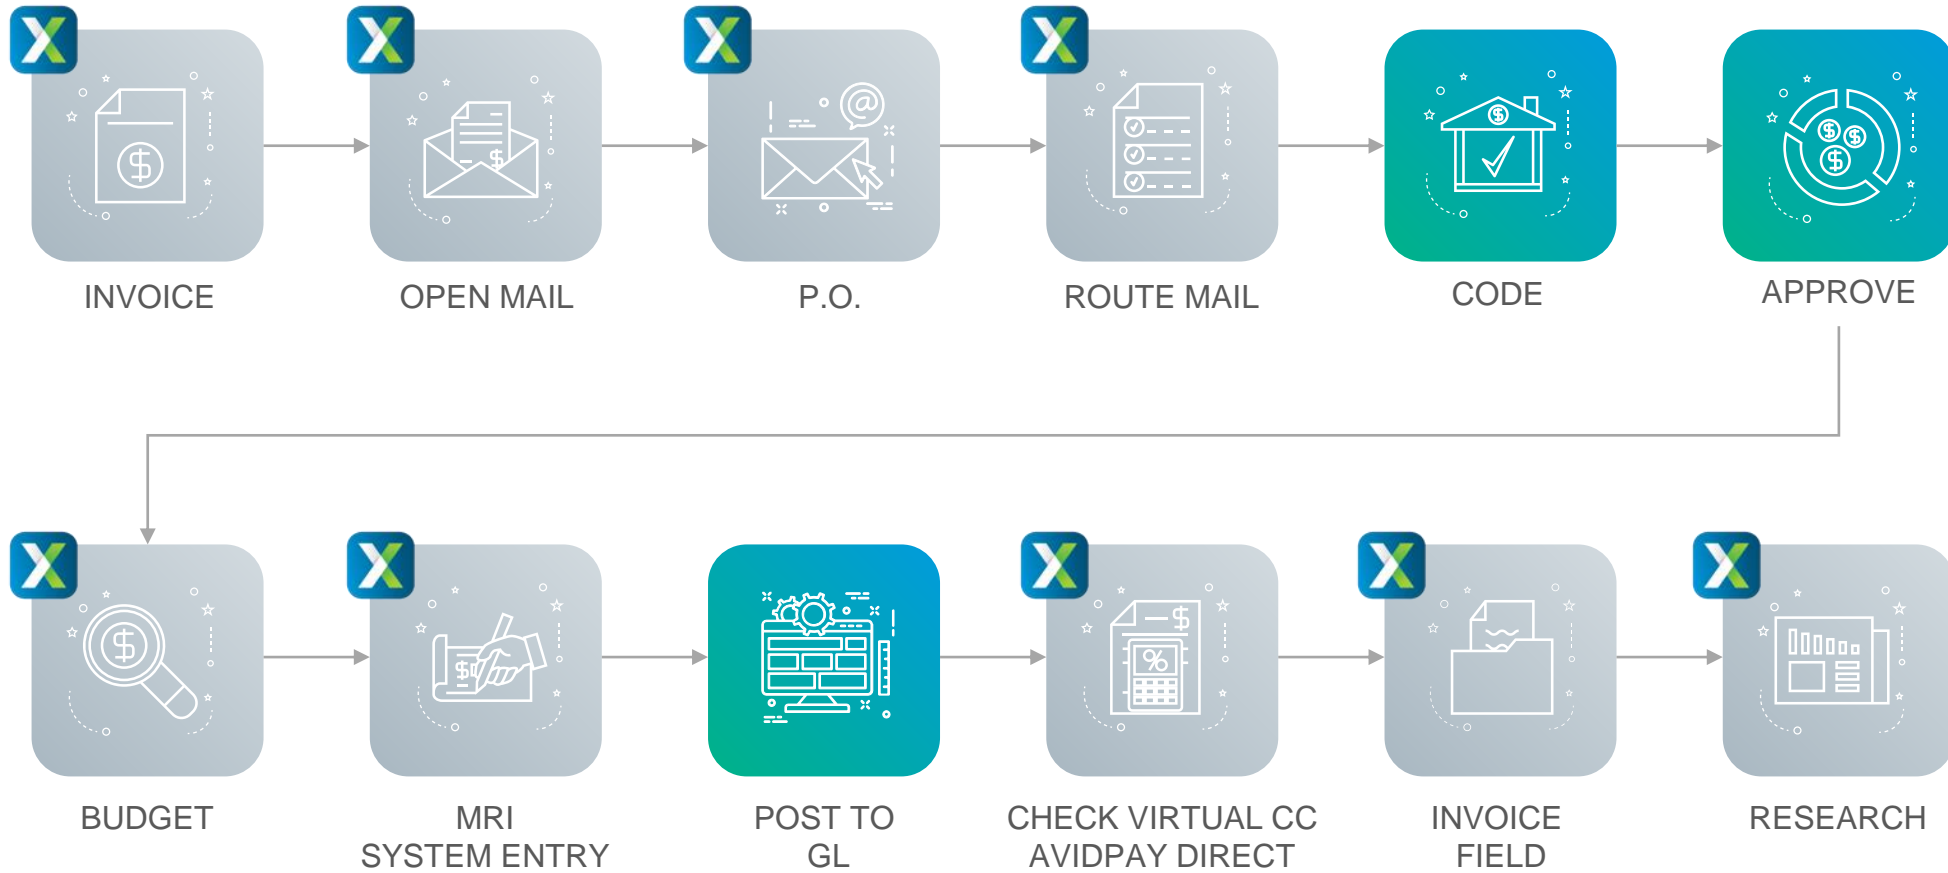 INVOICE
OPEN MAIL
P.O.
ROUTE MAIL
CODE
APPROVE
BUDGET
MRI
SYSTEM ENTRY
POST TO
GL
CHECK VIRTUAL CC
AVIDPAY DIRECT
INVOICE
FIELD
RESEARCH